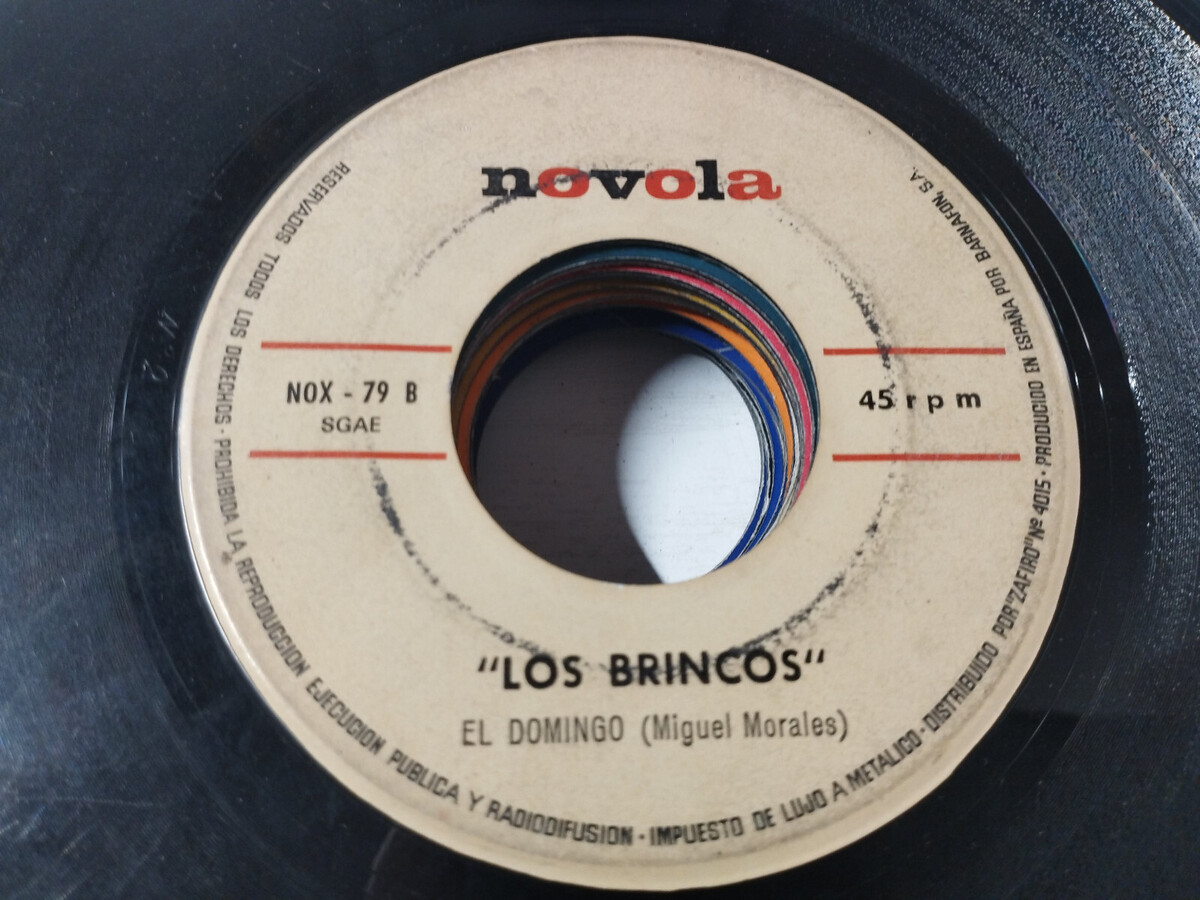 novola
NOX - 79 B
SGAE
45 rpm
"LOS BRINCOS"
EL DOMINGO (Miguel Morales)
RESERVADOS TODOS LOS DERECHOS · PROHIBIDA LA REPRODUCCION EJECUCION PUBLICA Y RADIODIFUSION · IMPUESTO DE LUJO A METALICO · DISTRIBUIDO POR "ZAFIRO" Nº 4015 · PRODUCIDO EN ESPAÑA POR BARNAFON, S.A.